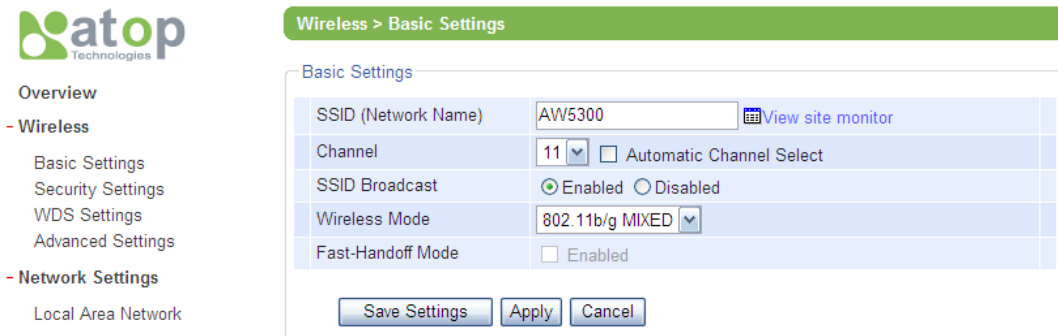 atop
Technologies
Overview
- Wireless
Basic Settings
Security Settings
WDS Settings
Advanced Settings
- Network Settings
Local Area Network
Wireless > Basic Settings
Basic Settings
SSID (Network Name) AW5300 View site monitor
Channel 11 Automatic Channel Select
SSID Broadcast Enabled Disabled
Wireless Mode 802.11b/g MIXED
Fast-Handoff Mode Enabled
Save Settings Apply Cancel